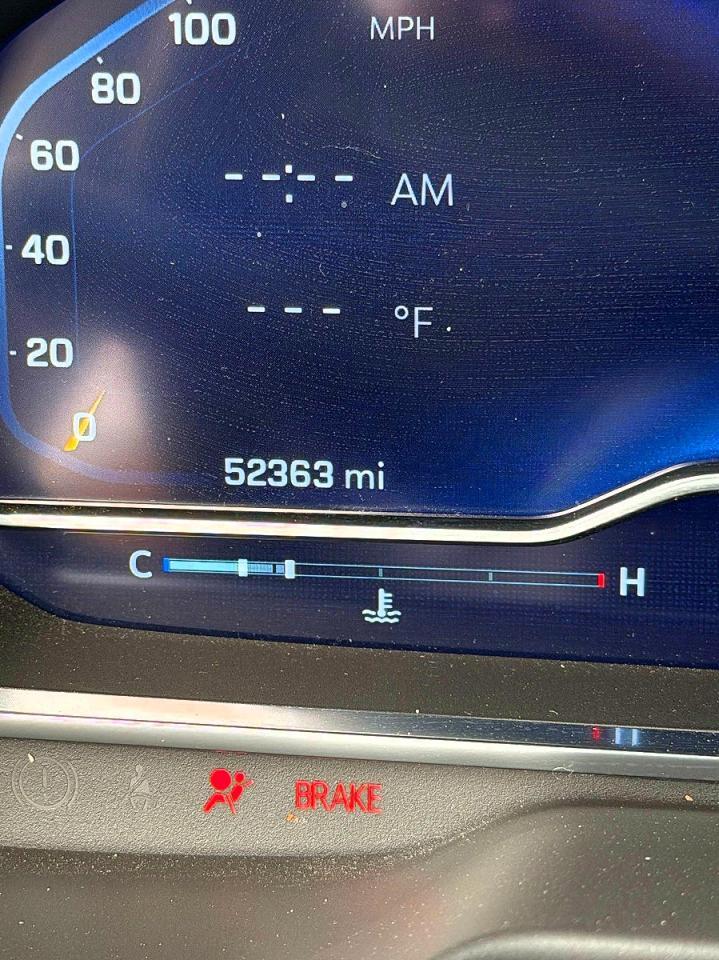 100 MPH
80
60
--:-- AM
40
--- °F
20
0
52363 mi
C H
BRAKE